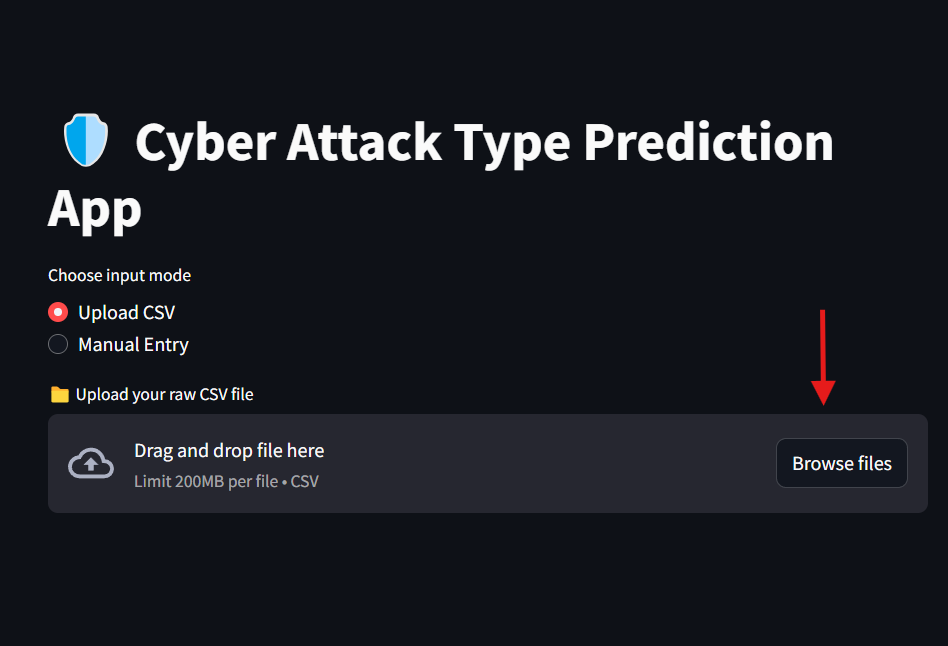 Cyber Attack Type Prediction
App
Choose input mode
Upload CSV
Manual Entry
Upload your raw CSV file
Drag and drop file here
Limit 200MB per file • CSV
Browse files